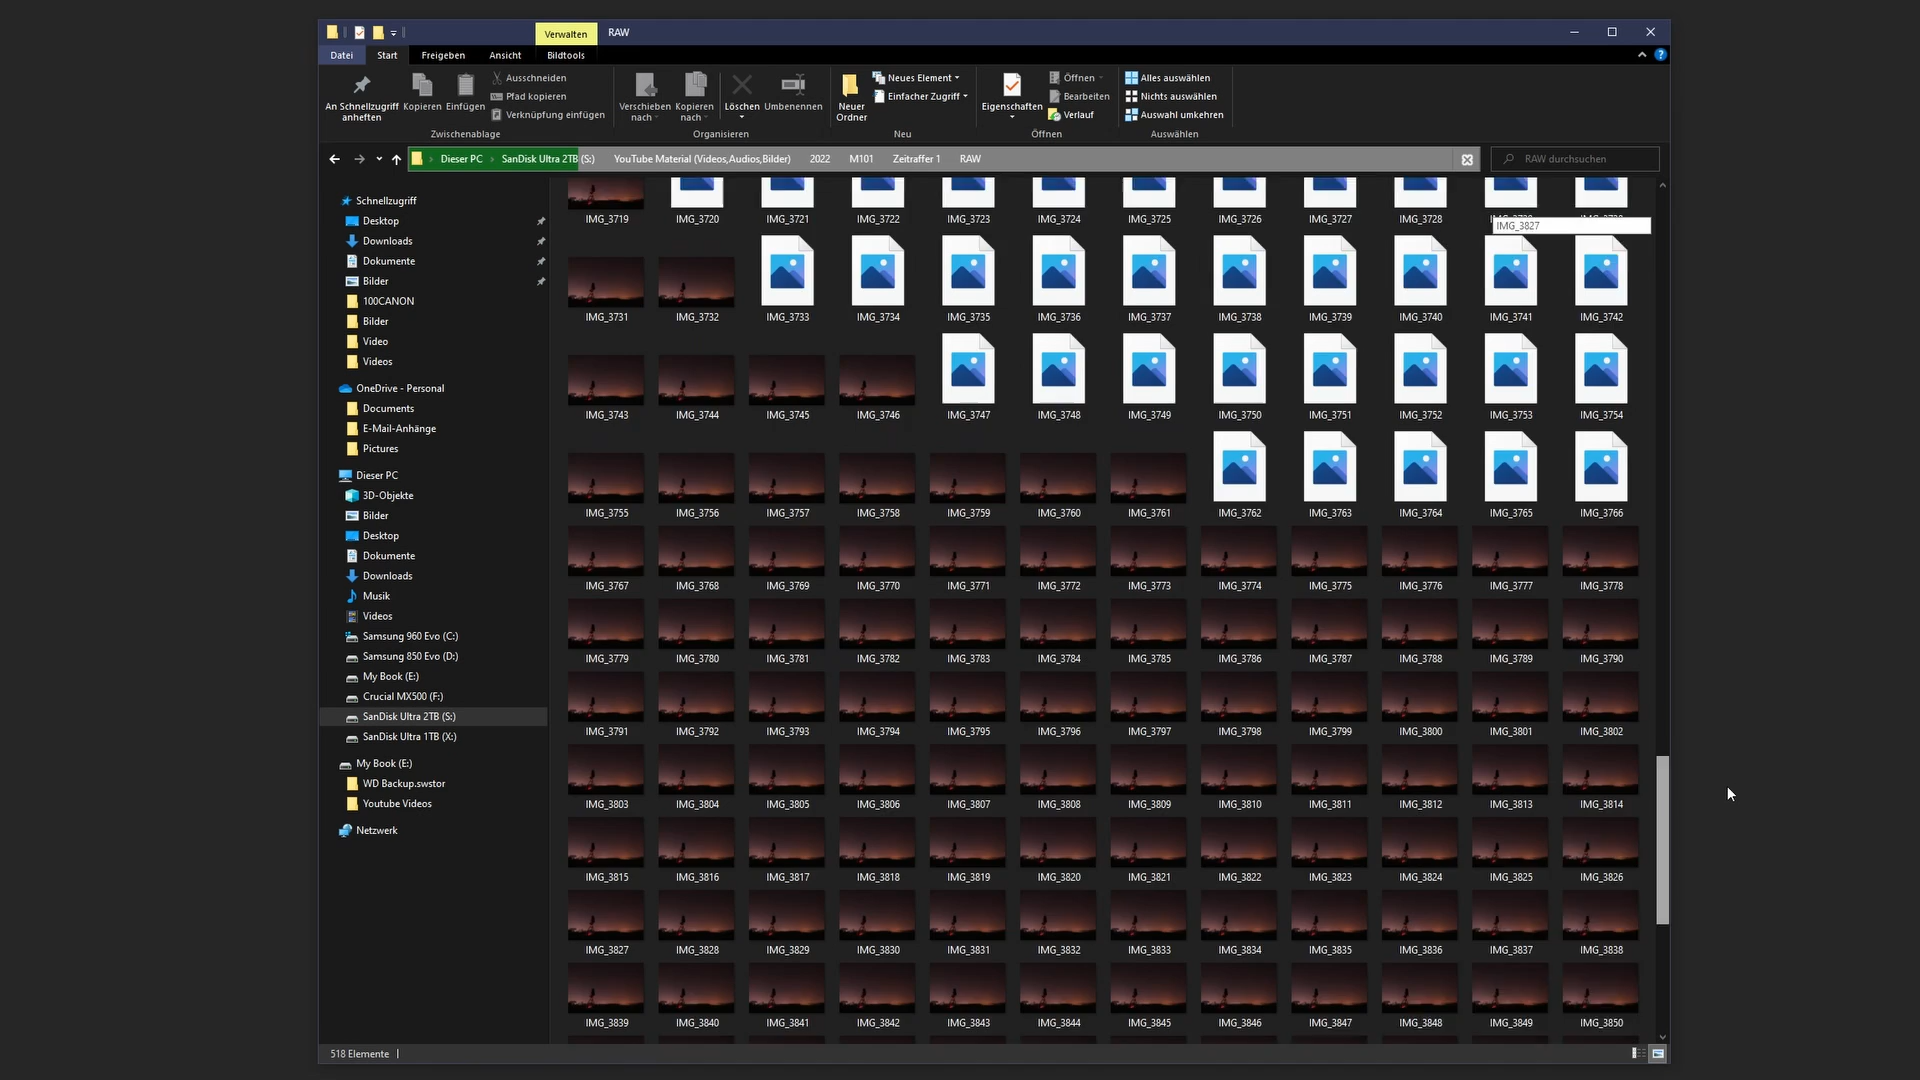 Verwalten
RAW
Datei
Start
Freigeben
Ansicht
Bildtools
An Schnellzugriff
anheften
Kopieren
Einfügen
Ausschneiden
Pfad kopieren
Verknüpfung einfügen
Zwischenablage
Verschieben
nach
Kopieren
nach
Löschen
Umbenennen
Organisieren
Neuer
Ordner
Neues Element
Einfacher Zugriff
Neu
Eigenschaften
Öffnen
Bearbeiten
Verlauf
Öffnen
Alles auswählen
Nichts auswählen
Auswahl umkehren
Auswählen
Dieser PC
SanDisk Ultra 2TB (S:)
YouTube Material (Videos,Audios,Bilder)
2022
M101
Zeitraffer 1
RAW
RAW durchsuchen
Schnellzugriff
Desktop
Downloads
Dokumente
Bilder
100CANON
Bilder
Video
Videos
OneDrive - Personal
Documents
E-Mail-Anhänge
Pictures
Dieser PC
3D-Objekte
Bilder
Desktop
Dokumente
Downloads
Musik
Videos
Samsung 960 Evo (C:)
Samsung 850 Evo (D:)
My Book (E:)
Crucial MX500 (F:)
SanDisk Ultra 2TB (S:)
SanDisk Ultra 1TB (X:)
My Book (E:)
WD Backup.swstor
Youtube Videos
Netzwerk
IMG_3719 IMG_3720 IMG_3721 IMG_3722 IMG_3723 IMG_3724 IMG_3725 IMG_3726 IMG_3727 IMG_3728
IMG_3827
IMG_3731 IMG_3732 IMG_3733 IMG_3734 IMG_3735 IMG_3736 IMG_3737 IMG_3738 IMG_3739 IMG_3740 IMG_3741 IMG_3742
IMG_3743 IMG_3744 IMG_3745 IMG_3746 IMG_3747 IMG_3748 IMG_3749 IMG_3750 IMG_3751 IMG_3752 IMG_3753 IMG_3754
IMG_3755 IMG_3756 IMG_3757 IMG_3758 IMG_3759 IMG_3760 IMG_3761 IMG_3762 IMG_3763 IMG_3764 IMG_3765 IMG_3766
IMG_3767 IMG_3768 IMG_3769 IMG_3770 IMG_3771 IMG_3772 IMG_3773 IMG_3774 IMG_3775 IMG_3776 IMG_3777 IMG_3778
IMG_3779 IMG_3780 IMG_3781 IMG_3782 IMG_3783 IMG_3784 IMG_3785 IMG_3786 IMG_3787 IMG_3788 IMG_3789 IMG_3790
IMG_3791 IMG_3792 IMG_3793 IMG_3794 IMG_3795 IMG_3796 IMG_3797 IMG_3798 IMG_3799 IMG_3800 IMG_3801 IMG_3802
IMG_3803 IMG_3804 IMG_3805 IMG_3806 IMG_3807 IMG_3808 IMG_3809 IMG_3810 IMG_3811 IMG_3812 IMG_3813 IMG_3814
IMG_3815 IMG_3816 IMG_3817 IMG_3818 IMG_3819 IMG_3820 IMG_3821 IMG_3822 IMG_3823 IMG_3824 IMG_3825 IMG_3826
IMG_3827 IMG_3828 IMG_3829 IMG_3830 IMG_3831 IMG_3832 IMG_3833 IMG_3834 IMG_3835 IMG_3836 IMG_3837 IMG_3838
IMG_3839 IMG_3840 IMG_3841 IMG_3842 IMG_3843 IMG_3844 IMG_3845 IMG_3846 IMG_3847 IMG_3848 IMG_3849 IMG_3850
518 Elemente